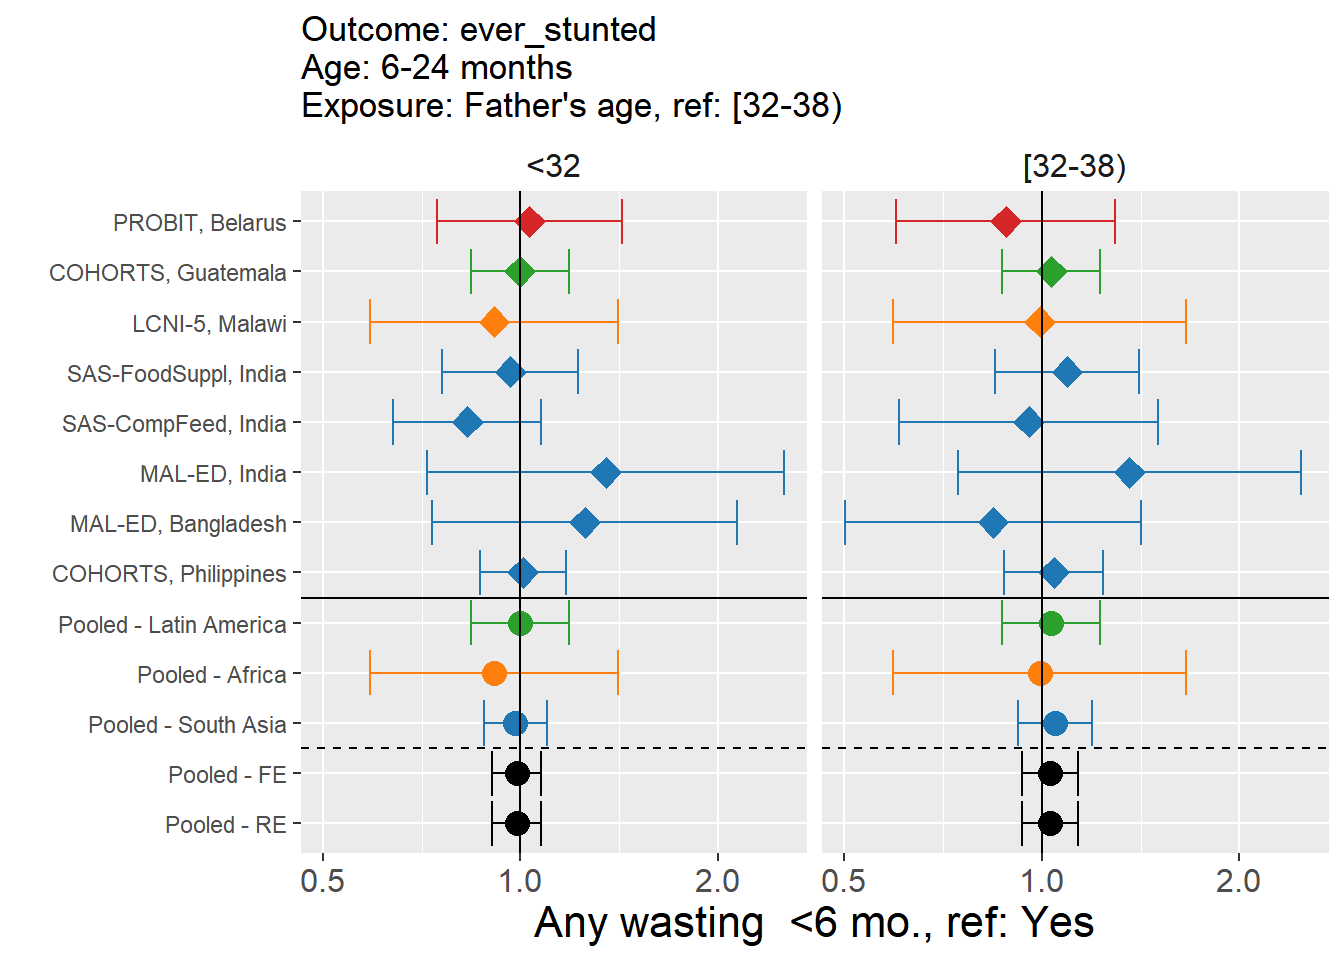 Outcome: ever_stunted
Age: 6-24 months
Exposure: Father's age, ref: [32-38)
<32
[32-38)
PROBIT, Belarus
COHORTS, Guatemala
LCNI-5, Malawi
SAS-FoodSuppl, India
SAS-CompFeed, India
MAL-ED, India
MAL-ED, Bangladesh
COHORTS, Philippines
Pooled - Latin America
Pooled - Africa
Pooled - South Asia
Pooled - FE
Pooled - RE
0.5 1.0 2.0 0.5 1.0 2.0
Any wasting  <6 mo., ref: Yes